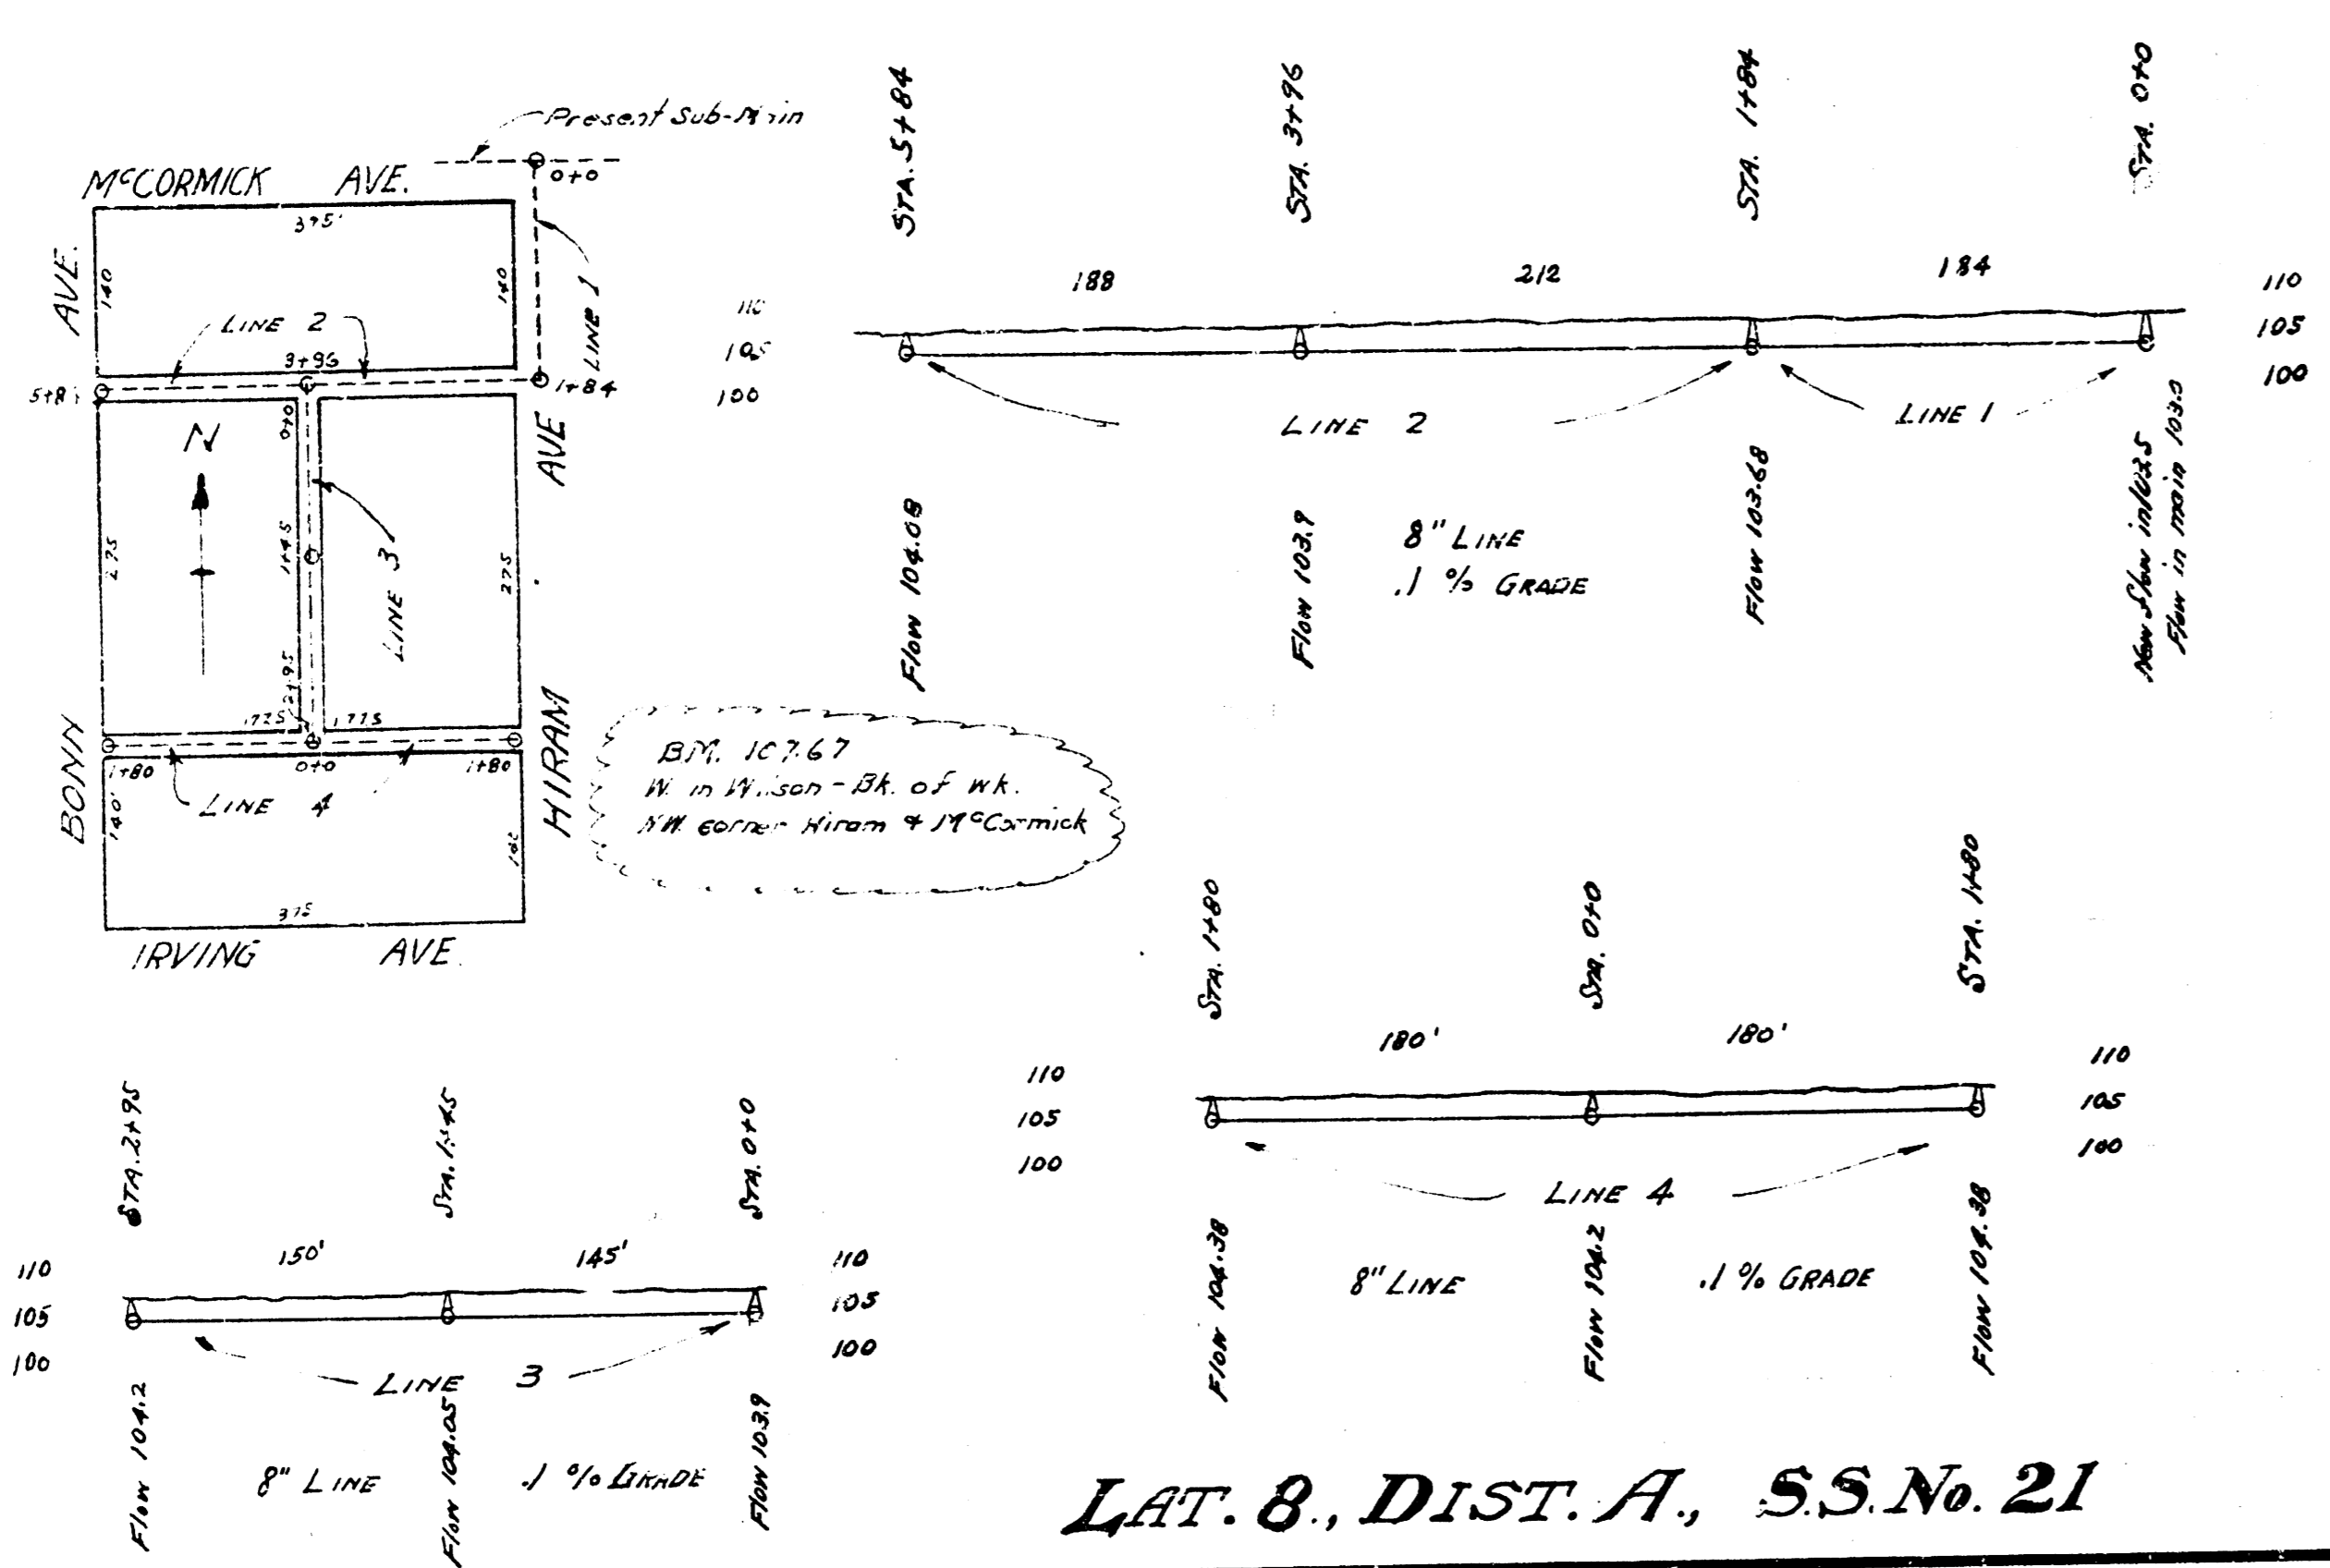 Present Sub-Main
0+0
McCORMICK AVE.
375'
AVE.
140
140
LINE 1
LINE 2
3+96
5+8
1+84
0+0
AVE
N
1+45
LINE 3
275
275
2+95
1775
BONN
HIRAM
1+80
0+0
1+80
LINE 4
140'
375
IRVING AVE.
B.M. 107.67
W. in Wilson - Bk. of wk.
N.W. corner Hiram & McCormick
STA. 5+84
STA. 3+96
STA. 1+84
STA. 0+0
188
212
184
110
105
100
110
105
100
LINE 2
LINE 1
Flow 104.08
Flow 103.9
8" LINE
.1 % GRADE
Flow 103.68
New flow in
Flow in main 103.0
STA. 1+80
STA. 0+0
STA. 1+80
180'
180'
110
105
100
110
105
100
LINE 4
Flow 104.38
8" LINE
Flow 104.2
.1 % GRADE
Flow 104.38
STA. 2+95
STA. 1+45
STA. 0+0
150'
145'
110
105
100
110
105
100
LINE 3
Flow 104.2
8" LINE
Flow 104.05
.1 % GRADE
Flow 103.9
LAT. 8., DIST. A., S.S. No. 21